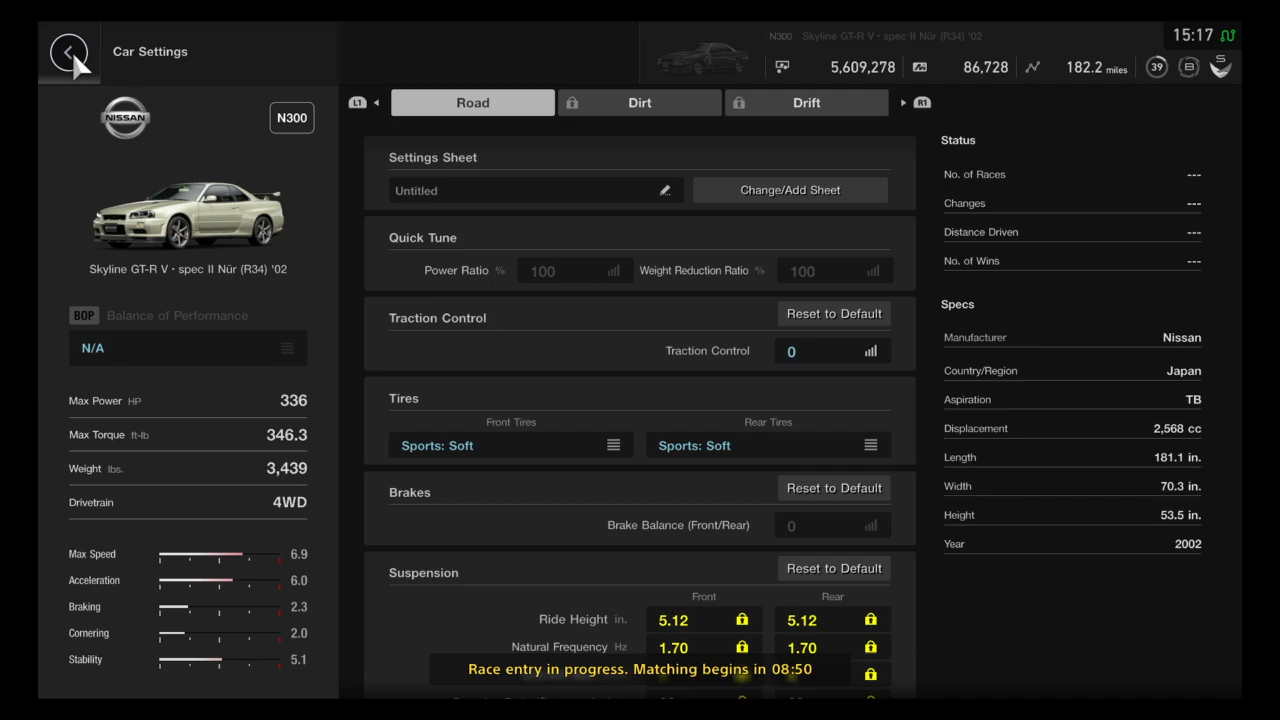 Car Settings
N300 Skyline GT-R V・spec II Nür (R34) '02
15:17
5,609,278
86,728
182.2 miles
39
B
S
NISSAN
N300
L1
Road
Dirt
Drift
R1
Skyline GT-R V・spec II Nür (R34) '02
BOP Balance of Performance
N/A
Max Power HP 336
Max Torque ft-lb 346.3
Weight lbs. 3,439
Drivetrain 4WD
Max Speed 6.9
Acceleration 6.0
Braking 2.3
Cornering 2.0
Stability 5.1
Settings Sheet
Untitled
Change/Add Sheet
Quick Tune
Power Ratio % 100
Weight Reduction Ratio % 100
Traction Control
Reset to Default
Traction Control 0
Tires
Front Tires
Rear Tires
Sports: Soft
Sports: Soft
Brakes
Reset to Default
Brake Balance (Front/Rear) 0
Suspension
Reset to Default
Front
Rear
Ride Height in. 5.12 5.12
Natural Frequency Hz 1.70 1.70
Race entry in progress. Matching begins in 08:50
Status
No. of Races ---
Changes ---
Distance Driven ---
No. of Wins ---
Specs
Manufacturer Nissan
Country/Region Japan
Aspiration TB
Displacement 2,568 cc
Length 181.1 in.
Width 70.3 in.
Height 53.5 in.
Year 2002